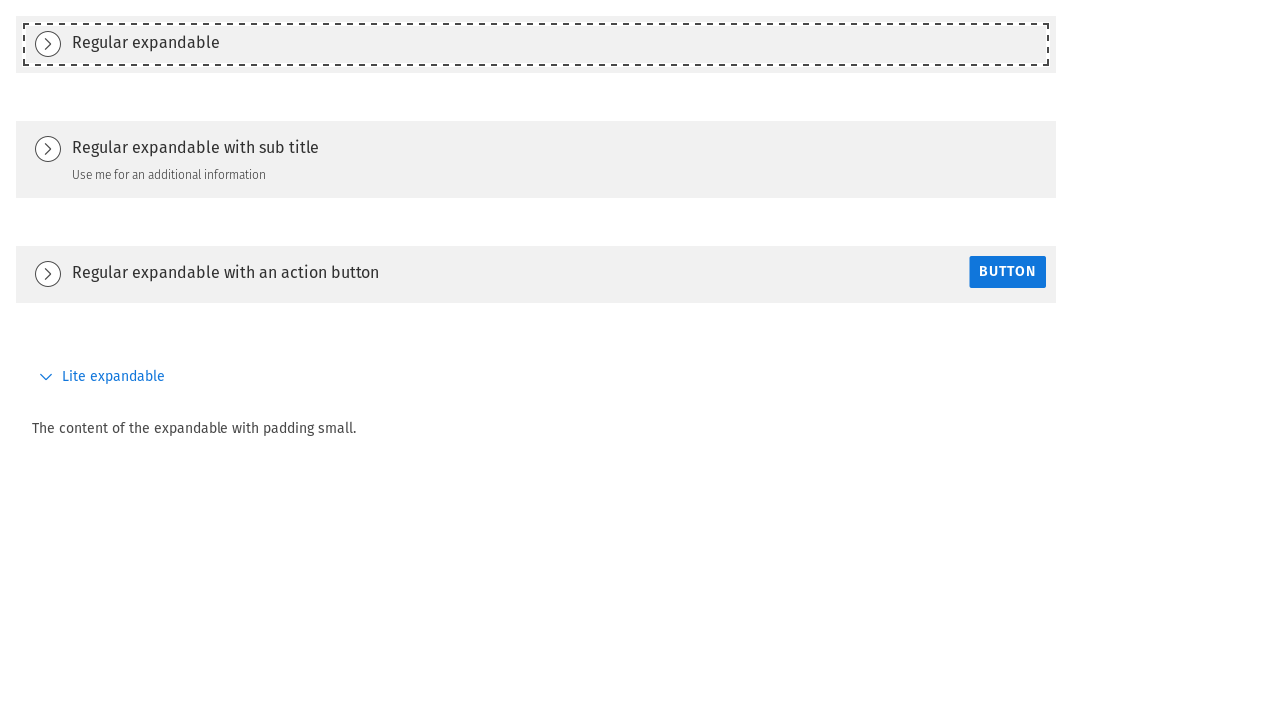 Regular expandable
Regular expandable with sub title
Use me for an additional information
Regular expandable with an action button
BUTTON
Lite expandable
The content of the expandable with padding small.